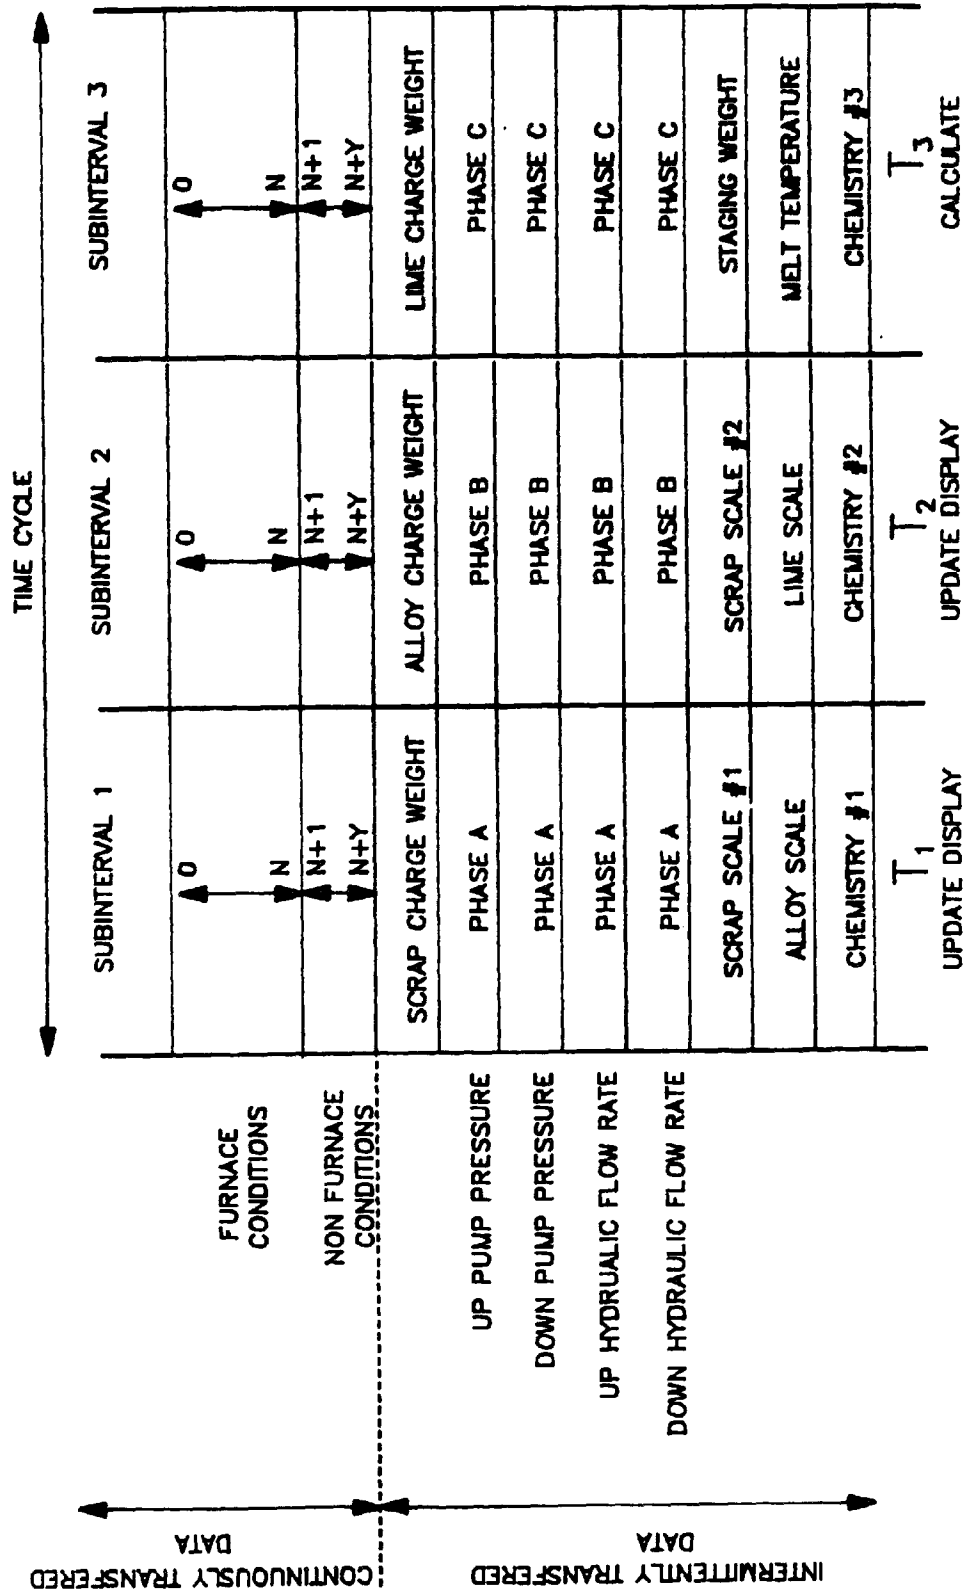 TIME CYCLE
SUBINTERVAL 1
SUBINTERVAL 2
SUBINTERVAL 3
CONTINUOUSLY TRANSFERED
DATA
FURNACE
CONDITIONS
O
N
O
N
O
N
NON FURNACE
CONDITIONS
N+1
N+Y
N+1
N+Y
N+1
N+Y
INTERMITTENTLY TRANSFERED
DATA
SCRAP CHARGE WEIGHT
ALLOY CHARGE WEIGHT
LIME CHARGE WEIGHT
UP PUMP PRESSURE
PHASE A
PHASE B
PHASE C
DOWN PUMP PRESSURE
PHASE A
PHASE B
PHASE C
UP HYDRUALIC FLOW RATE
PHASE A
PHASE B
PHASE C
DOWN HYDRAULIC FLOW RATE
PHASE A
PHASE B
PHASE C
SCRAP SCALE #1
SCRAP SCALE #2
STAGING WEIGHT
ALLOY SCALE
LIME SCALE
MELT TEMPERATURE
CHEMISTRY #1
CHEMISTRY #2
CHEMISTRY #3
T1
T2
T3
UPDATE DISPLAY
UPDATE DISPLAY
CALCULATE